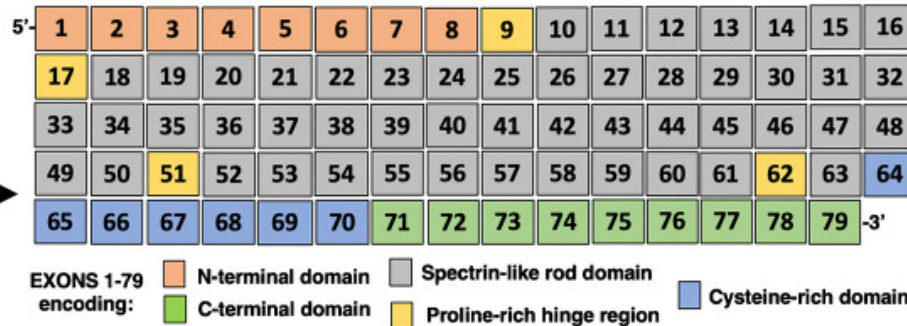 5'- 1 2 3 4 5 6 7 8 9 10 11 12 13 14 15 16
17 18 19 20 21 22 23 24 25 26 27 28 29 30 31 32
33 34 35 36 37 38 39 40 41 42 43 44 45 46 47 48
49 50 51 52 53 54 55 56 57 58 59 60 61 62 63 64
65 66 67 68 69 70 71 72 73 74 75 76 77 78 79 -3'
EXONS 1-79
encoding:
N-terminal domain
C-terminal domain
Spectrin-like rod domain
Proline-rich hinge region
Cysteine-rich domain